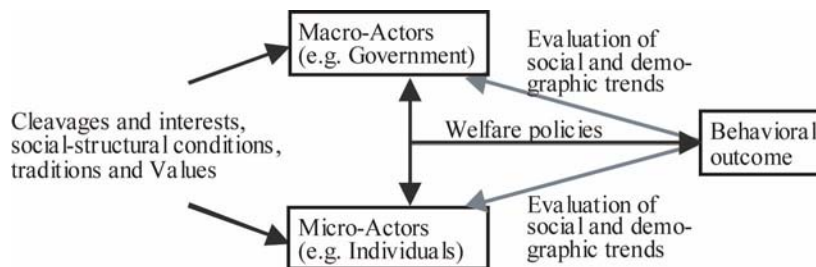 Macro-Actors
(e.g. Government)
Evaluation of
social and demo-
graphic trends
Cleavages and interests,
social-structural conditions,
traditions and Values
Welfare policies
Behavioral
outcome
Micro-Actors
(e.g. Individuals)
Evaluation of
social and demo-
graphic trends